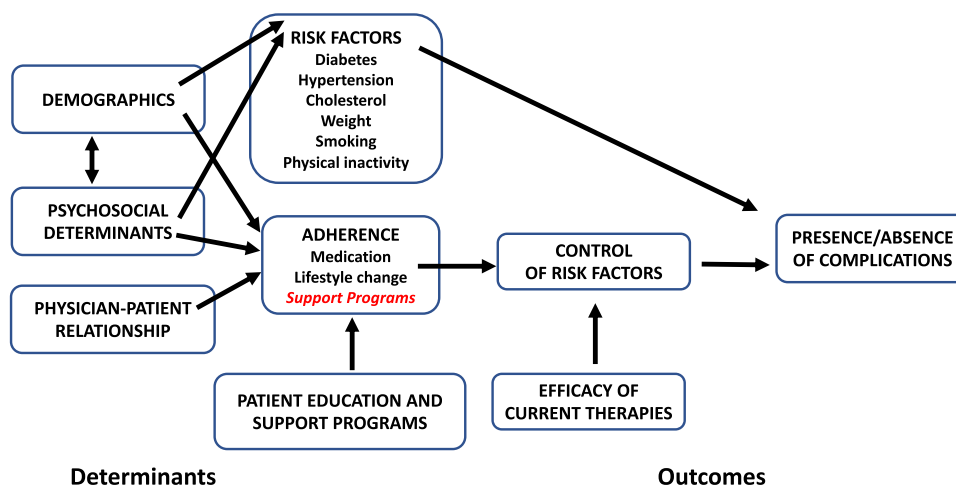 RISK FACTORS
Diabetes
Hypertension
Cholesterol
Weight
Smoking
Physical inactivity
DEMOGRAPHICS
PSYCHOSOCIAL
DETERMINANTS
PHYSICIAN-PATIENT
RELATIONSHIP
ADHERENCE
Medication
Lifestyle change
Support Programs
CONTROL
OF RISK FACTORS
PRESENCE/ABSENCE
OF COMPLICATIONS
PATIENT EDUCATION AND
SUPPORT PROGRAMS
EFFICACY OF
CURRENT THERAPIES
Determinants
Outcomes